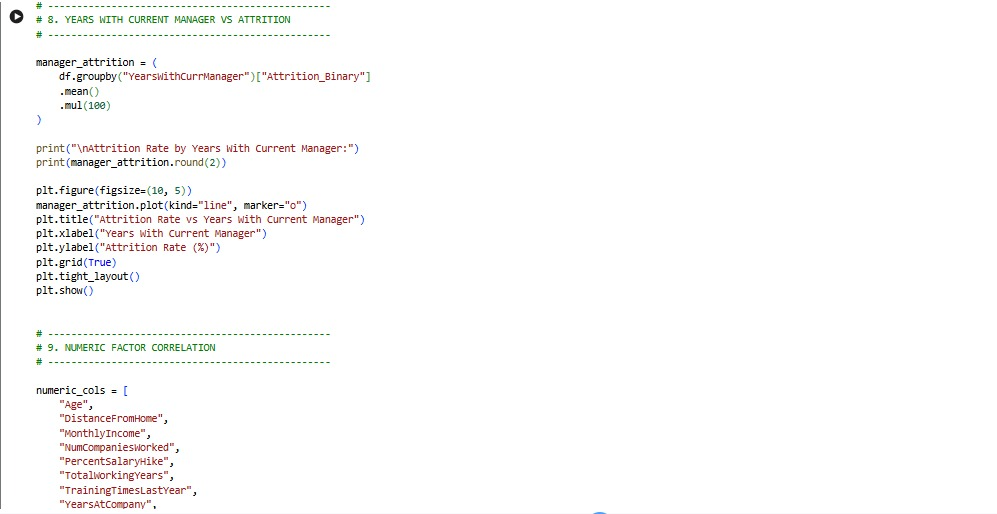 # -------------------------------------------------
# 8. YEARS WITH CURRENT MANAGER VS ATTRITION
# -------------------------------------------------
manager_attrition = (
    df.groupby("YearsWithCurrManager")["Attrition_Binary"]
    .mean()
    .mul(100)
)
print("\nAttrition Rate by Years With Current Manager:")
print(manager_attrition.round(2))
plt.figure(figsize=(10, 5))
manager_attrition.plot(kind="line", marker="o")
plt.title("Attrition Rate vs Years With Current Manager")
plt.xlabel("Years With Current Manager")
plt.ylabel("Attrition Rate (%)")
plt.grid(True)
plt.tight_layout()
plt.show()
# -------------------------------------------------
# 9. NUMERIC FACTOR CORRELATION
# -------------------------------------------------
numeric_cols = [
    "Age",
    "DistanceFromHome",
    "MonthlyIncome",
    "NumCompaniesWorked",
    "PercentSalaryHike",
    "TotalWorkingYears",
    "TrainingTimesLastYear",
    "YearsAtCompany",